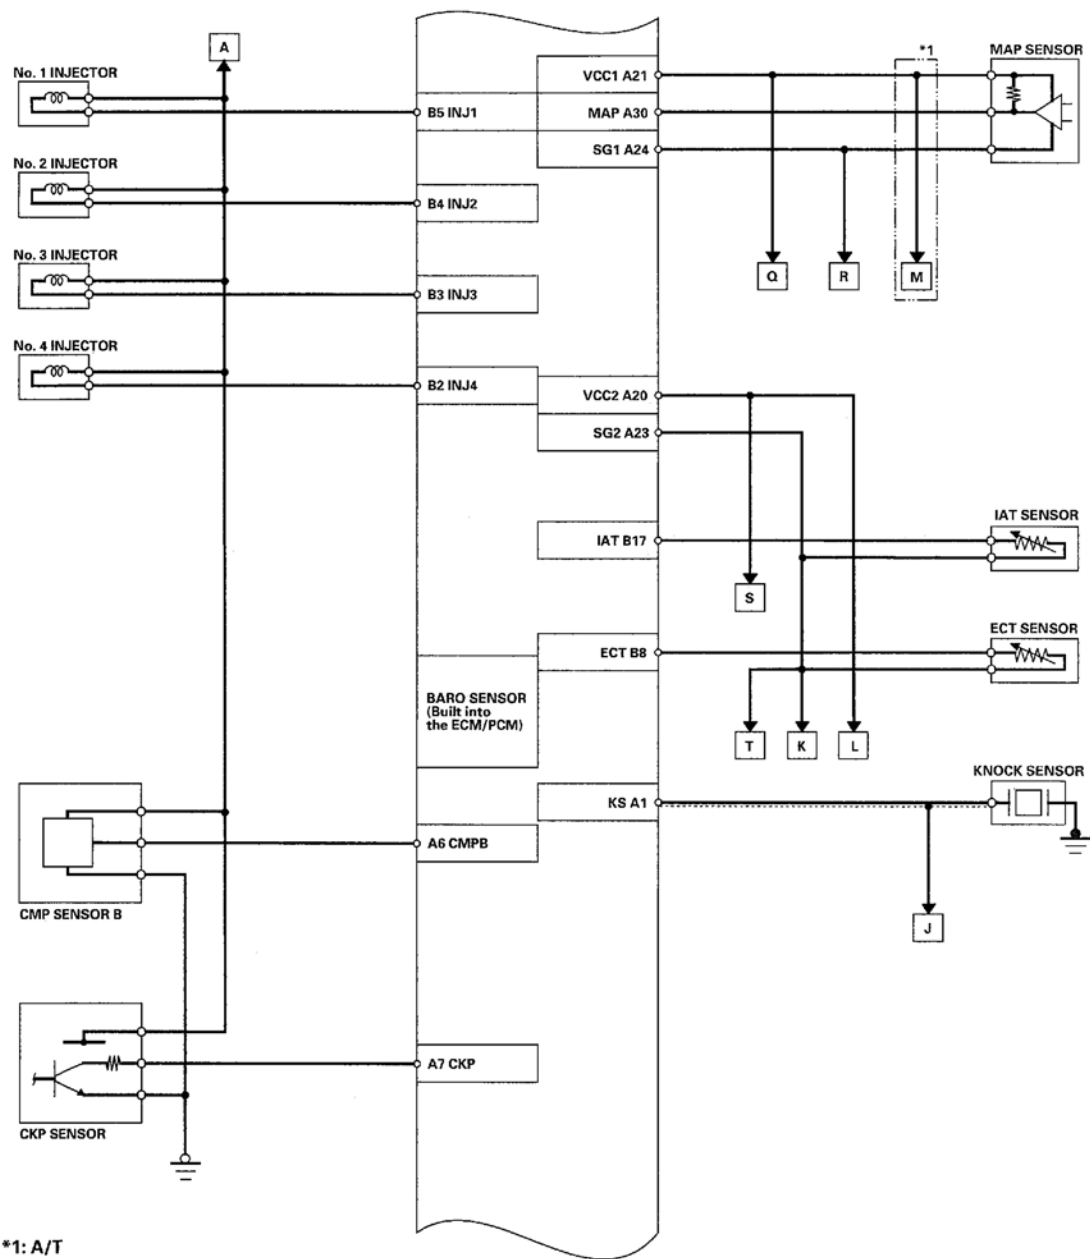 A
No. 1 INJECTOR
B5 INJ1
No. 2 INJECTOR
B4 INJ2
No. 3 INJECTOR
B3 INJ3
No. 4 INJECTOR
B2 INJ4
VCC1 A21
MAP A30
SG1 A24
*1
MAP SENSOR
Q
R
M
VCC2 A20
SG2 A23
IAT B17
IAT SENSOR
S
ECT B8
ECT SENSOR
BARO SENSOR
(Built into
the ECM/PCM)
T
K
L
KS A1
KNOCK SENSOR
J
A6 CMPB
CMP SENSOR B
A7 CKP
CKP SENSOR
*1: A/T